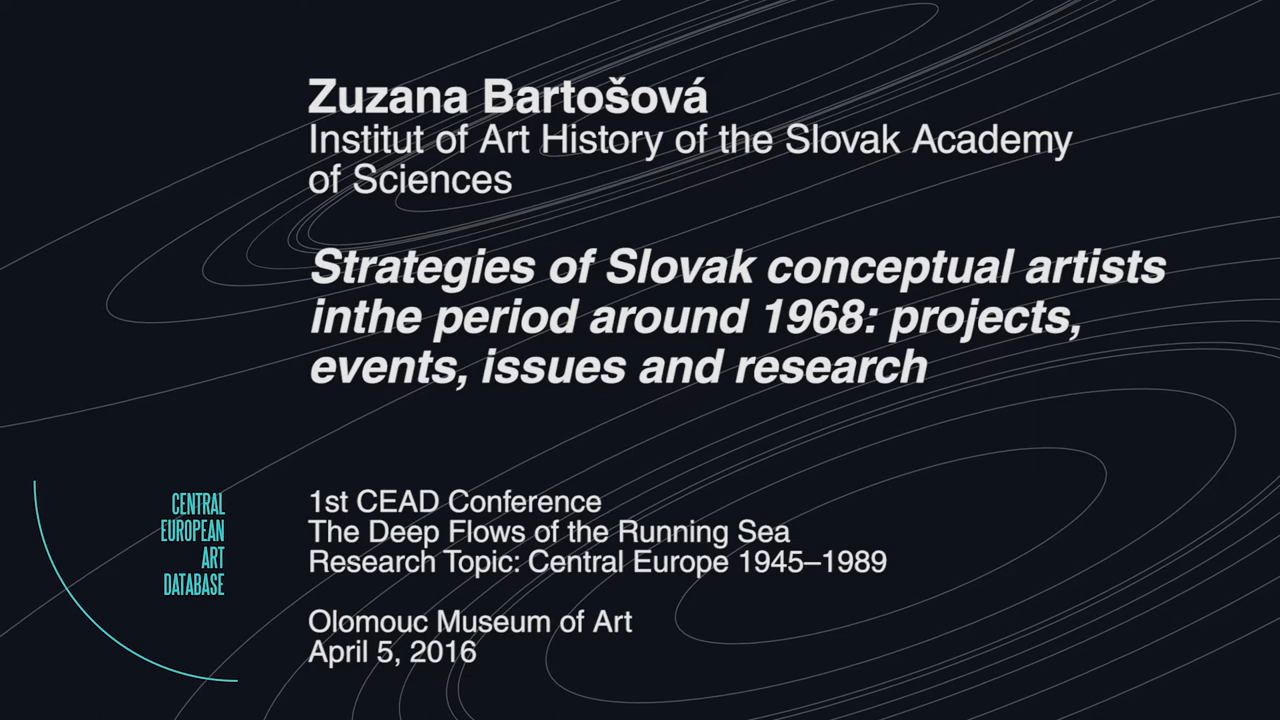 Zuzana Bartošová
Institut of Art History of the Slovak Academy
of Sciences
Strategies of Slovak conceptual artists
inthe period around 1968: projects,
events, issues and research
CENTRAL
EUROPEAN
ART
DATABASE
1st CEAD Conference
The Deep Flows of the Running Sea
Research Topic: Central Europe 1945–1989
Olomouc Museum of Art
April 5, 2016